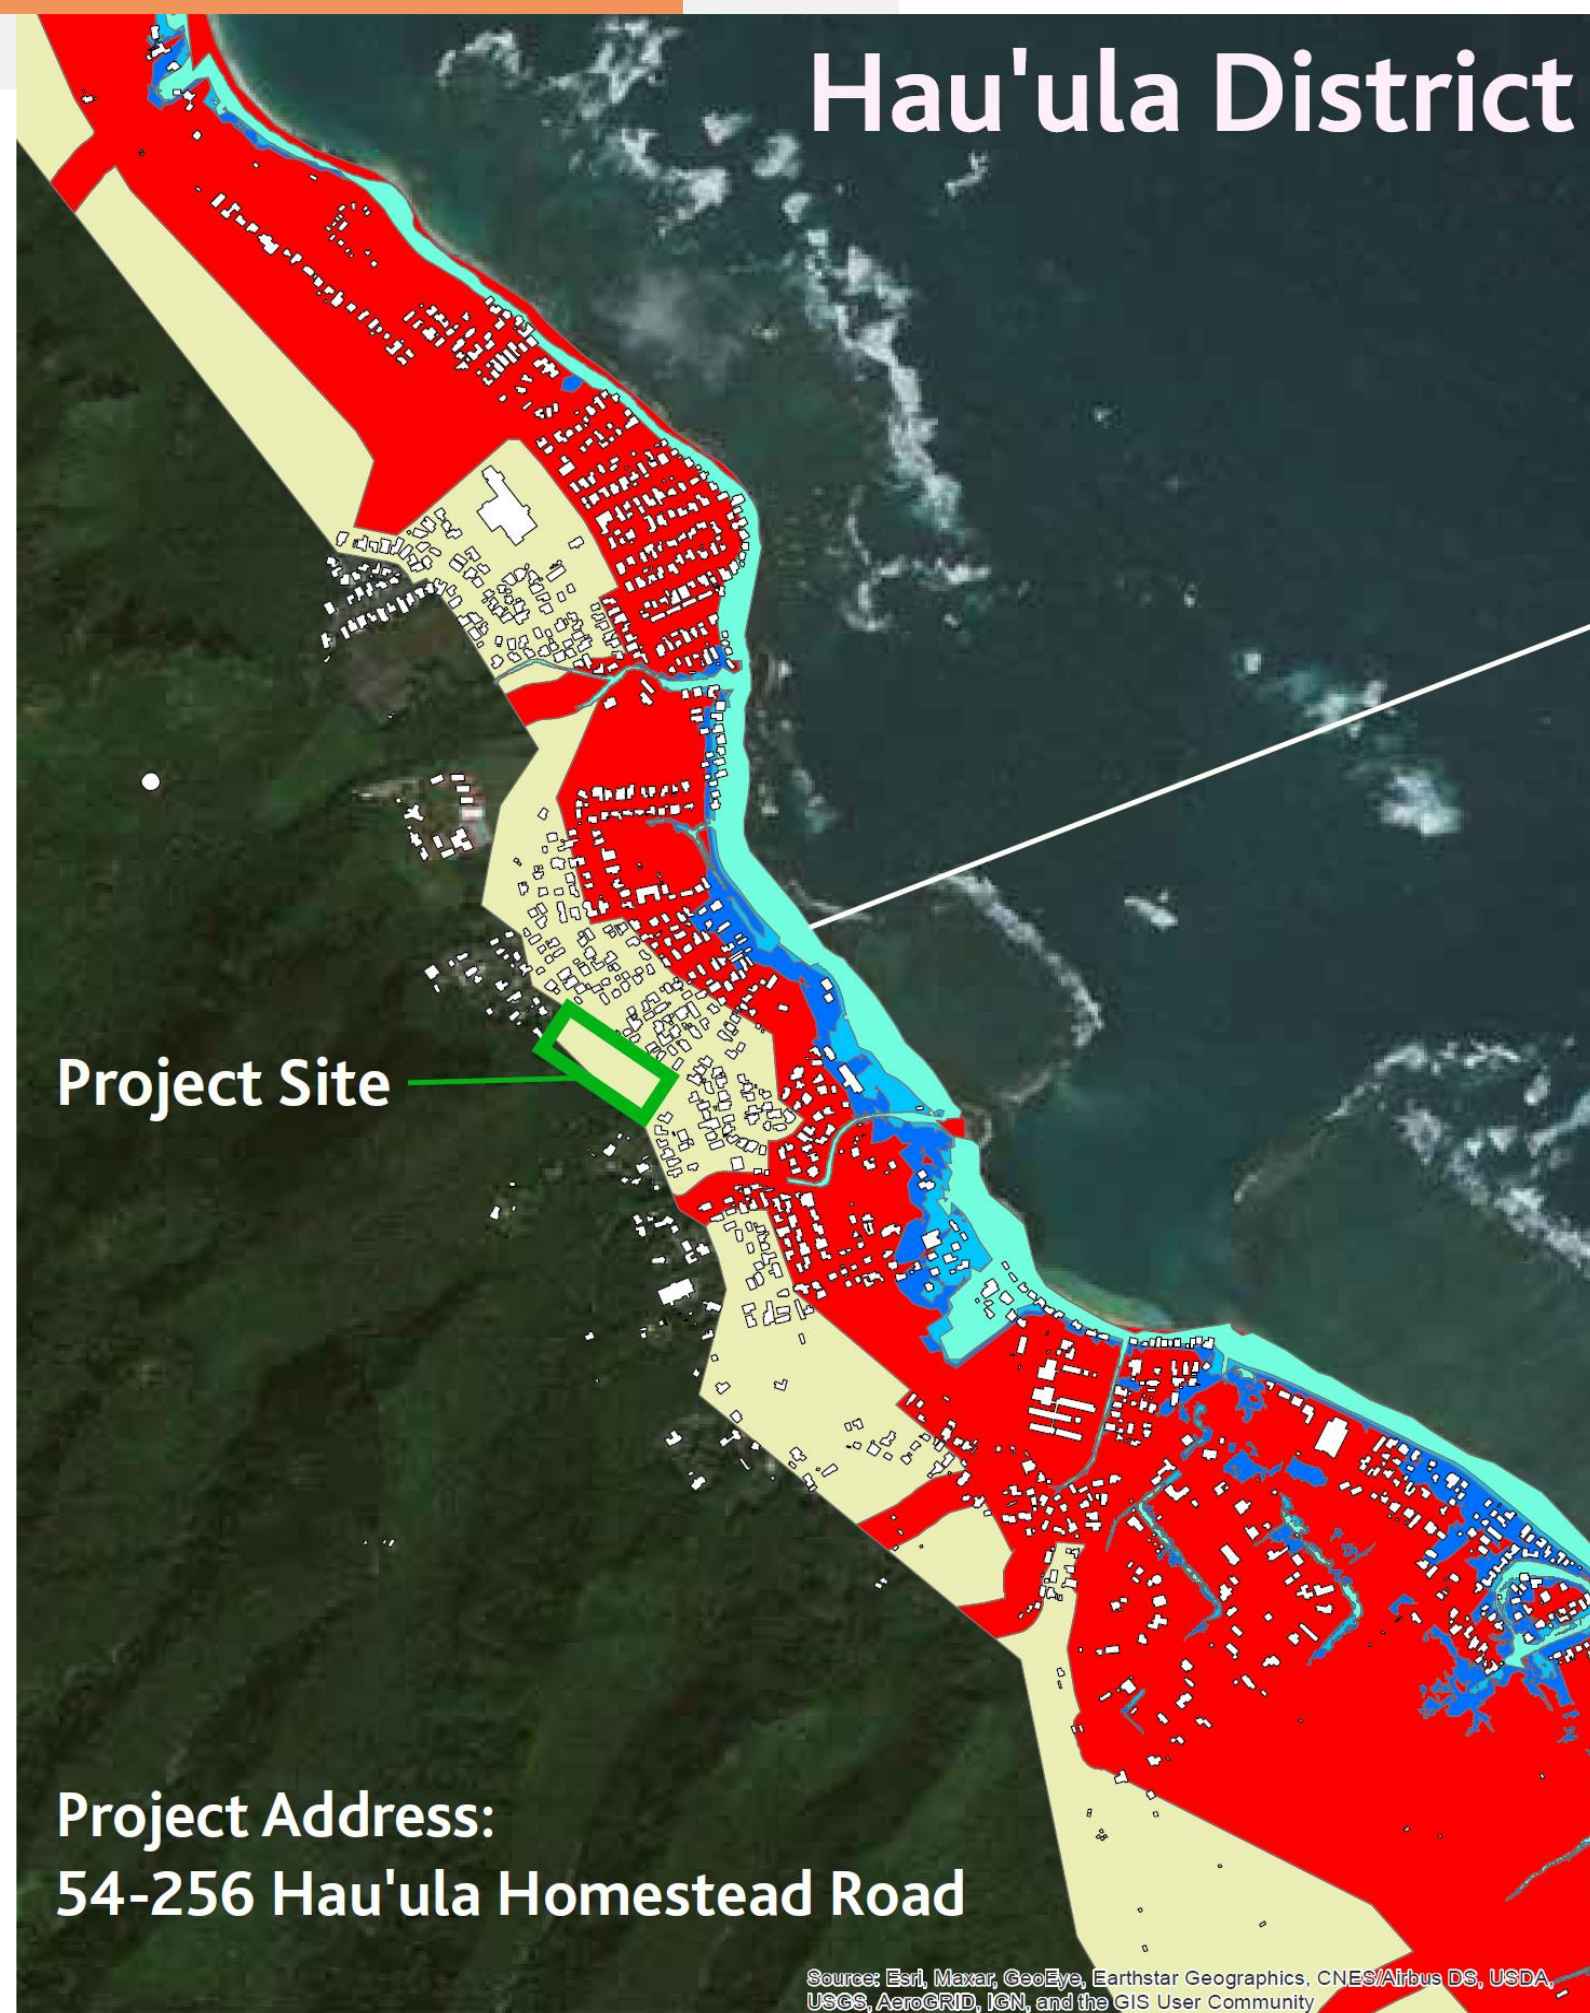 Hau'ula District
Project Site
Project Address:
54-256 Hau'ula Homestead Road
Source: Esri, Maxar, GeoEye, Earthstar Geographics, CNES/Airbus DS, USDA,
USGS, AeroGRID, IGN, and the GIS User Community